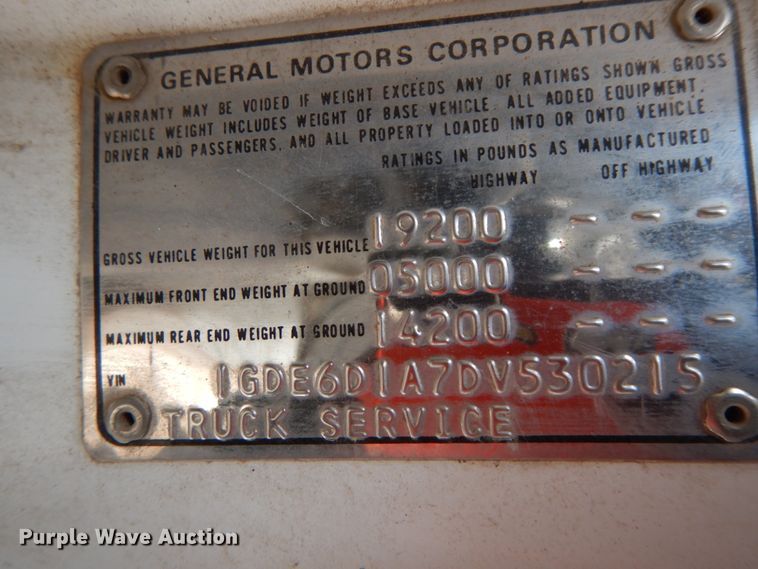 GENERAL MOTORS CORPORATION
WARRANTY MAY BE VOIDED IF WEIGHT EXCEEDS ANY OF RATINGS SHOWN. GROSS
VEHICLE WEIGHT INCLUDES WEIGHT OF BASE VEHICLE. ALL ADDED EQUIPMENT,
DRIVER AND PASSENGERS, AND ALL PROPERTY LOADED INTO OR ONTO VEHICLE.
RATINGS IN POUNDS AS MANUFACTURED
HIGHWAY OFF HIGHWAY
GROSS VEHICLE WEIGHT FOR THIS VEHICLE 19200 - - -
MAXIMUM FRONT END WEIGHT AT GROUND 05000 - - -
MAXIMUM REAR END WEIGHT AT GROUND 14200 - - -
VIN 1GDE6D1A7DV530215
TRUCK SERVICE
Purple Wave Auction